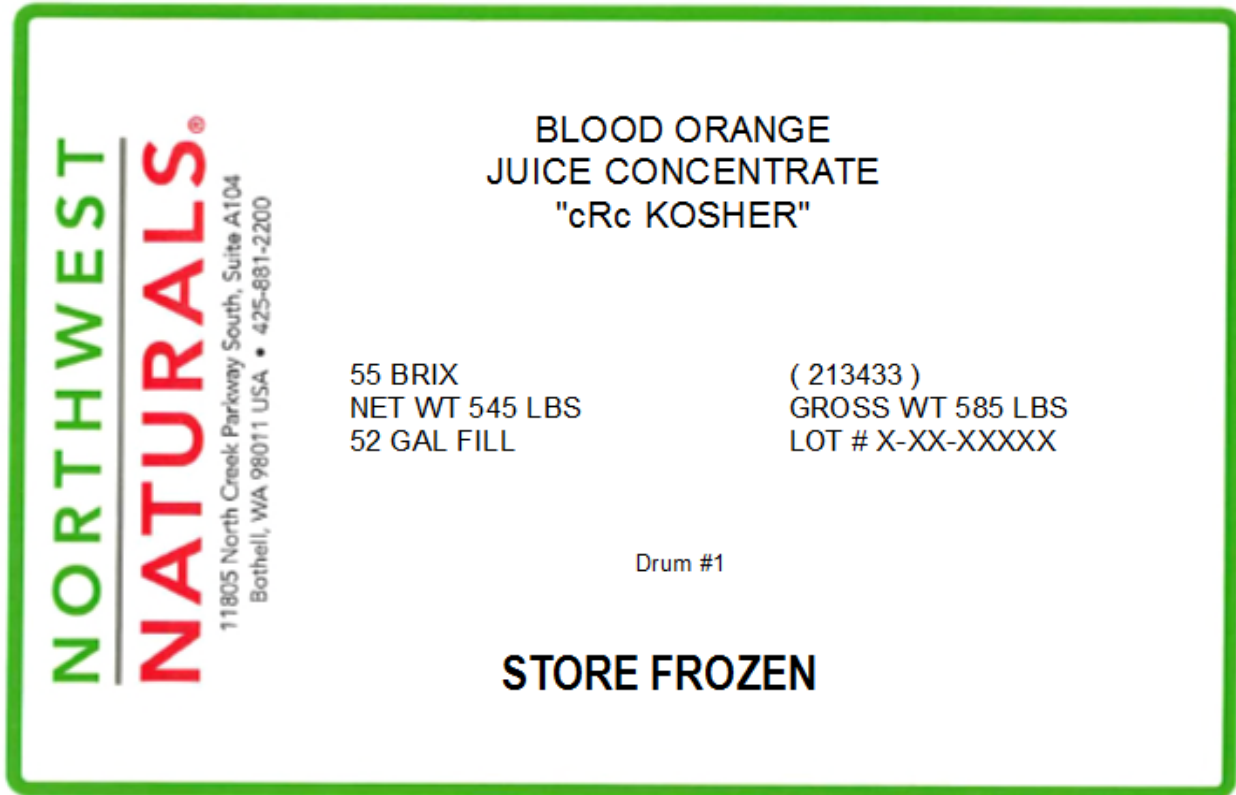 NORTHWEST
NATURALS®
11805 North Creek Parkway South, Suite A104
Bothell, WA 98011 USA • 425-881-2200
BLOOD ORANGE
JUICE CONCENTRATE
"cRc KOSHER"
55 BRIX
NET WT 545 LBS
52 GAL FILL
( 213433 )
GROSS WT 585 LBS
LOT # X-XX-XXXXX
Drum #1
STORE FROZEN